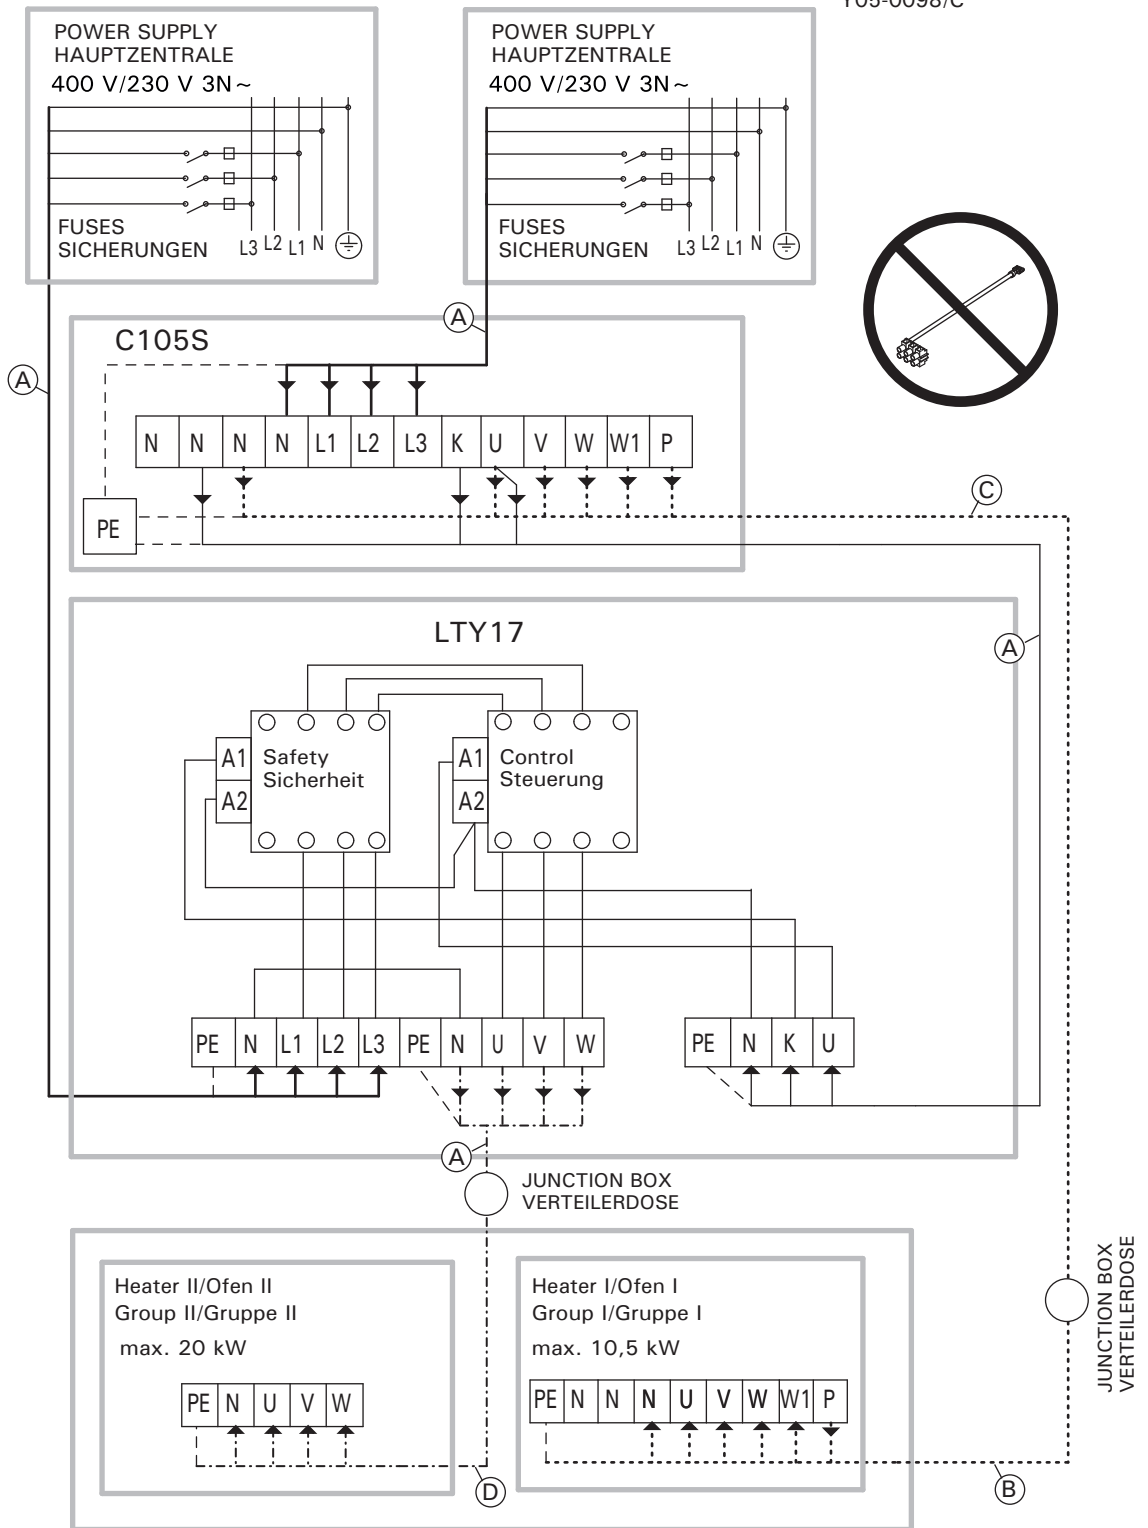 Y05-0098/C
POWER SUPPLY
HAUPTZENTRALE
400 V/230 V 3N~
FUSES
SICHERUNGEN
L3 L2 L1 N
POWER SUPPLY
HAUPTZENTRALE
400 V/230 V 3N~
FUSES
SICHERUNGEN
L3 L2 L1 N
A
A
C105S
N N N N L1 L2 L3 K U V W W1 P
PE
C
LTY17
A
A1
A2
Safety
Sicherheit
A1
A2
Control
Steuerung
PE N L1 L2 L3 PE N U V W
PE N K U
A
JUNCTION BOX
VERTEILERDOSE
Heater II/Ofen II
Group II/Gruppe II
max. 20 kW
PE N U V W
D
Heater I/Ofen I
Group I/Gruppe I
max. 10,5 kW
PE N N N U V W W1 P
B
JUNCTION BOX
VERTEILERDOSE